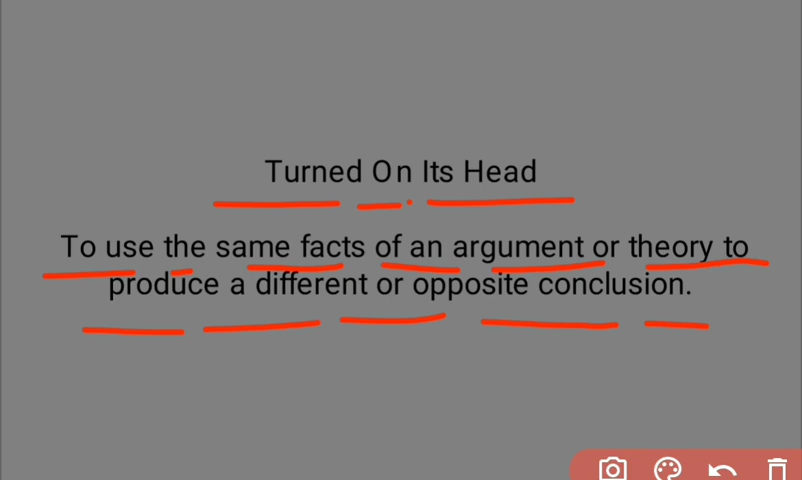 Turned On Its Head
To use the same facts of an argument or theory to
produce a different or opposite conclusion.